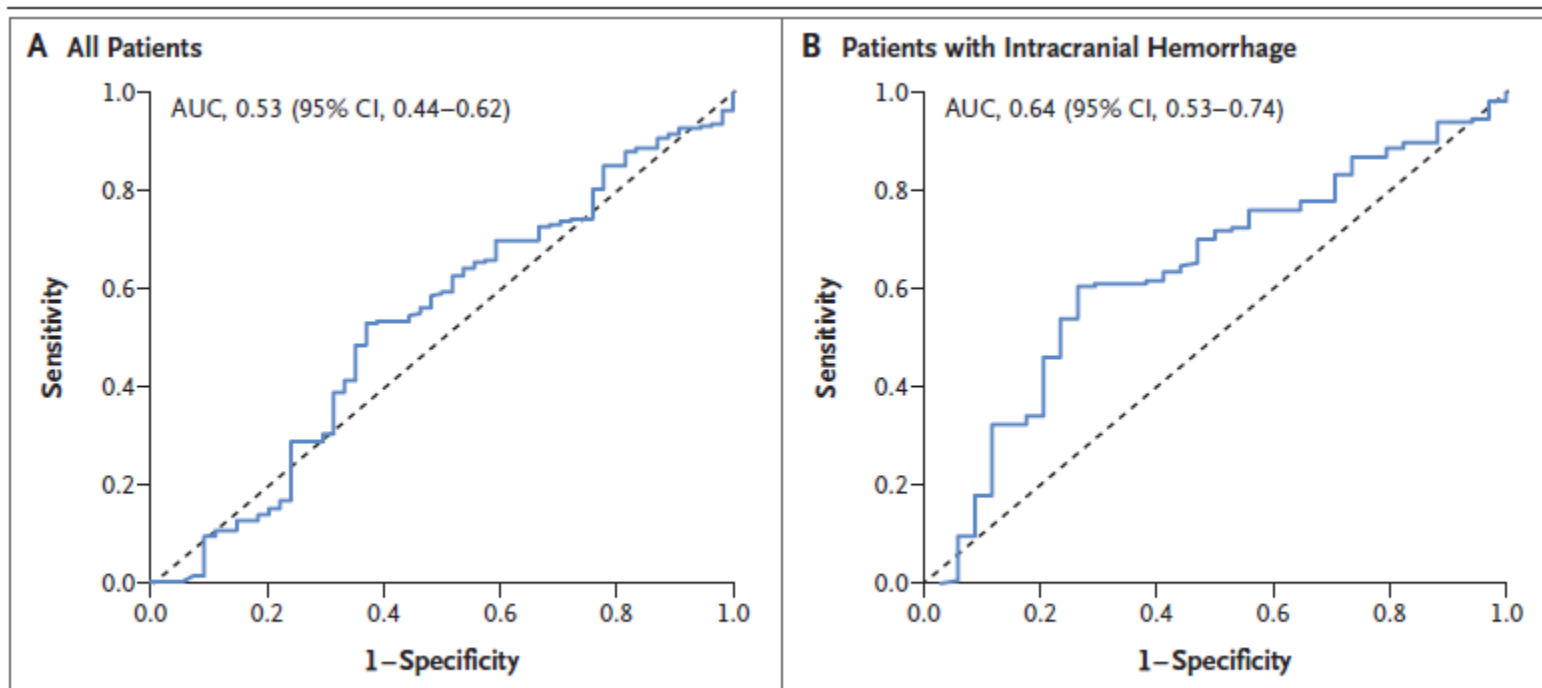 A All Patients
AUC, 0.53 (95% CI, 0.44–0.62)
1.0
0.8
0.6
0.4
0.2
0.0
Sensitivity
0.0 0.2 0.4 0.6 0.8 1.0
1–Specificity
B Patients with Intracranial Hemorrhage
AUC, 0.64 (95% CI, 0.53–0.74)
1.0
0.8
0.6
0.4
0.2
0.0
Sensitivity
0.0 0.2 0.4 0.6 0.8 1.0
1–Specificity